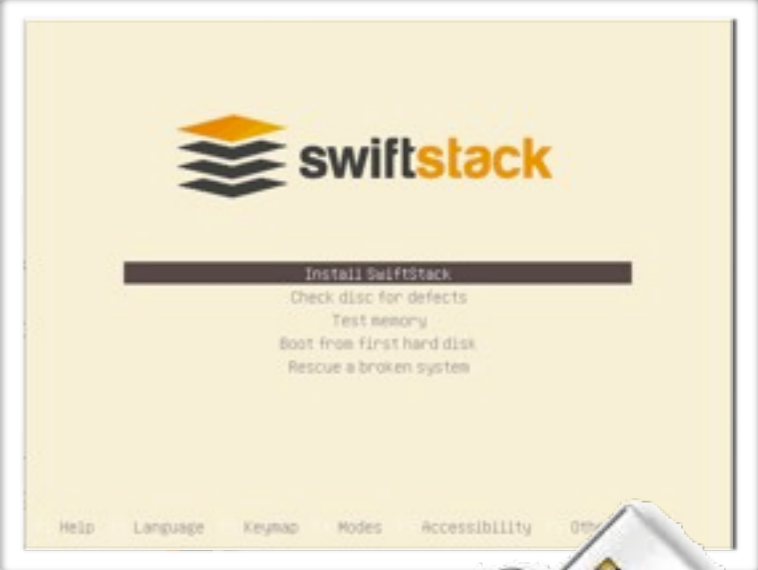 swiftstack
Install SwiftStack
Check disc for defects
Test memory
Boot from first hard disk
Rescue a broken system
Help Language Keymap Modes Accessibility